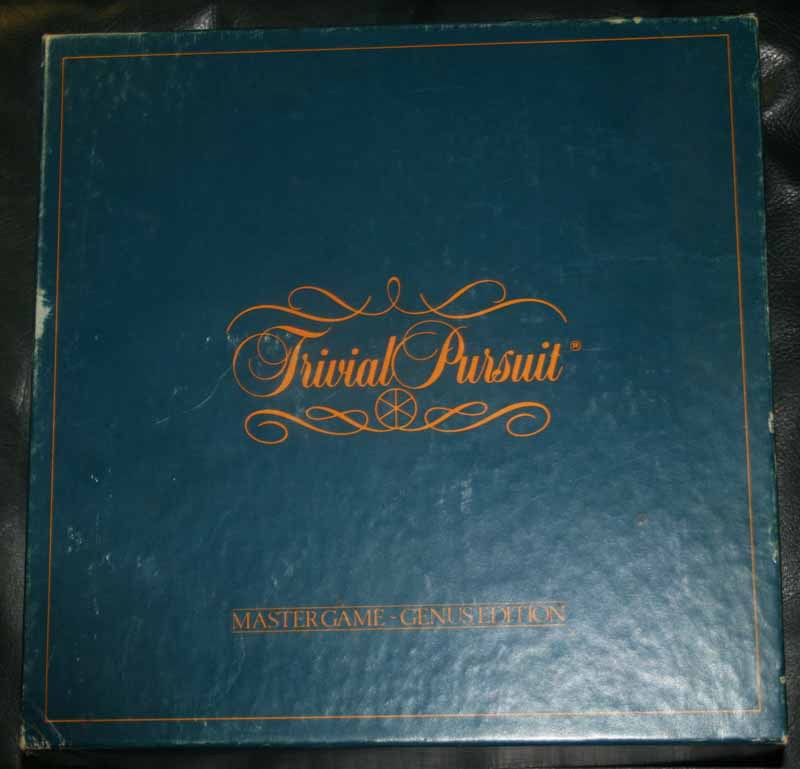 Trivial Pursuit®
MASTER GAME - GENUS EDITION